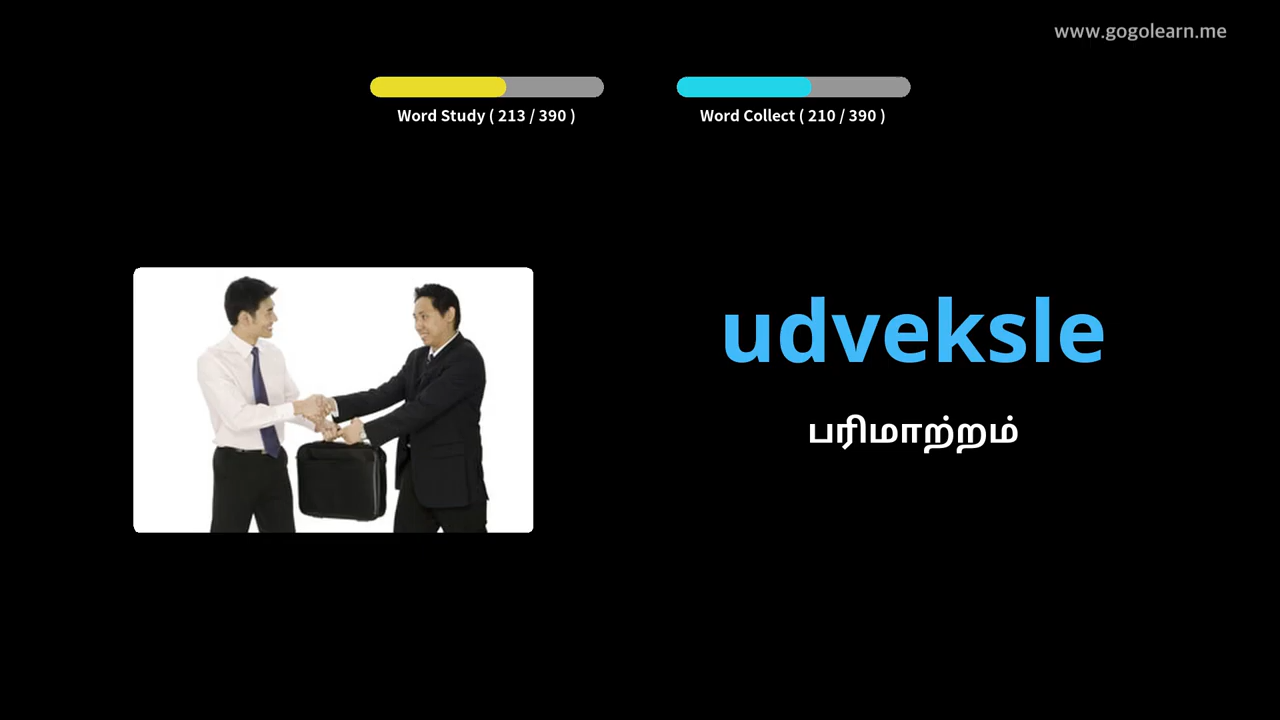 www.gogolearn.me
Word Study ( 213 / 390 )
Word Collect ( 210 / 390 )
udveksle
பரிமாற்றம்